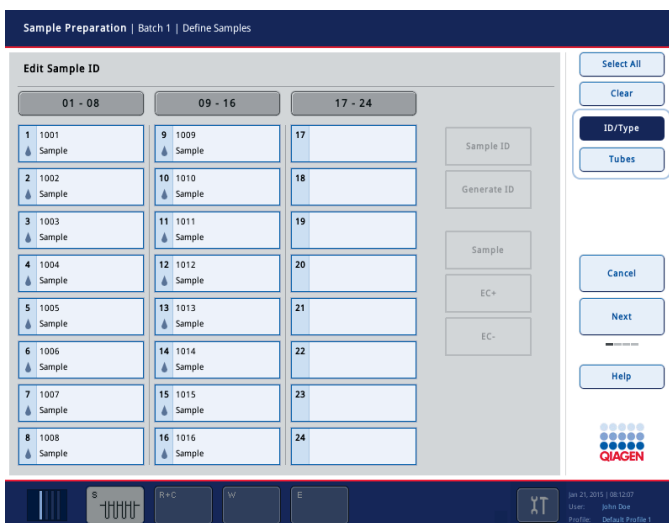 Sample Preparation | Batch 1 | Define Samples
Edit Sample ID
01 - 08
09 - 16
17 - 24
1 1001
Sample
2 1002
Sample
3 1003
Sample
4 1004
Sample
5 1005
Sample
6 1006
Sample
7 1007
Sample
8 1008
Sample
9 1009
Sample
10 1010
Sample
11 1011
Sample
12 1012
Sample
13 1013
Sample
14 1014
Sample
15 1015
Sample
16 1016
Sample
17
18
19
20
21
22
23
24
Sample ID
Generate ID
Sample
EC+
EC-
Select All
Clear
ID/Type
Tubes
Cancel
Next
Help
QIAGEN
S
R+C
W
E
Jan 21, 2015 | 08:12:07
User: John Doe
Profile: Default Profile 1